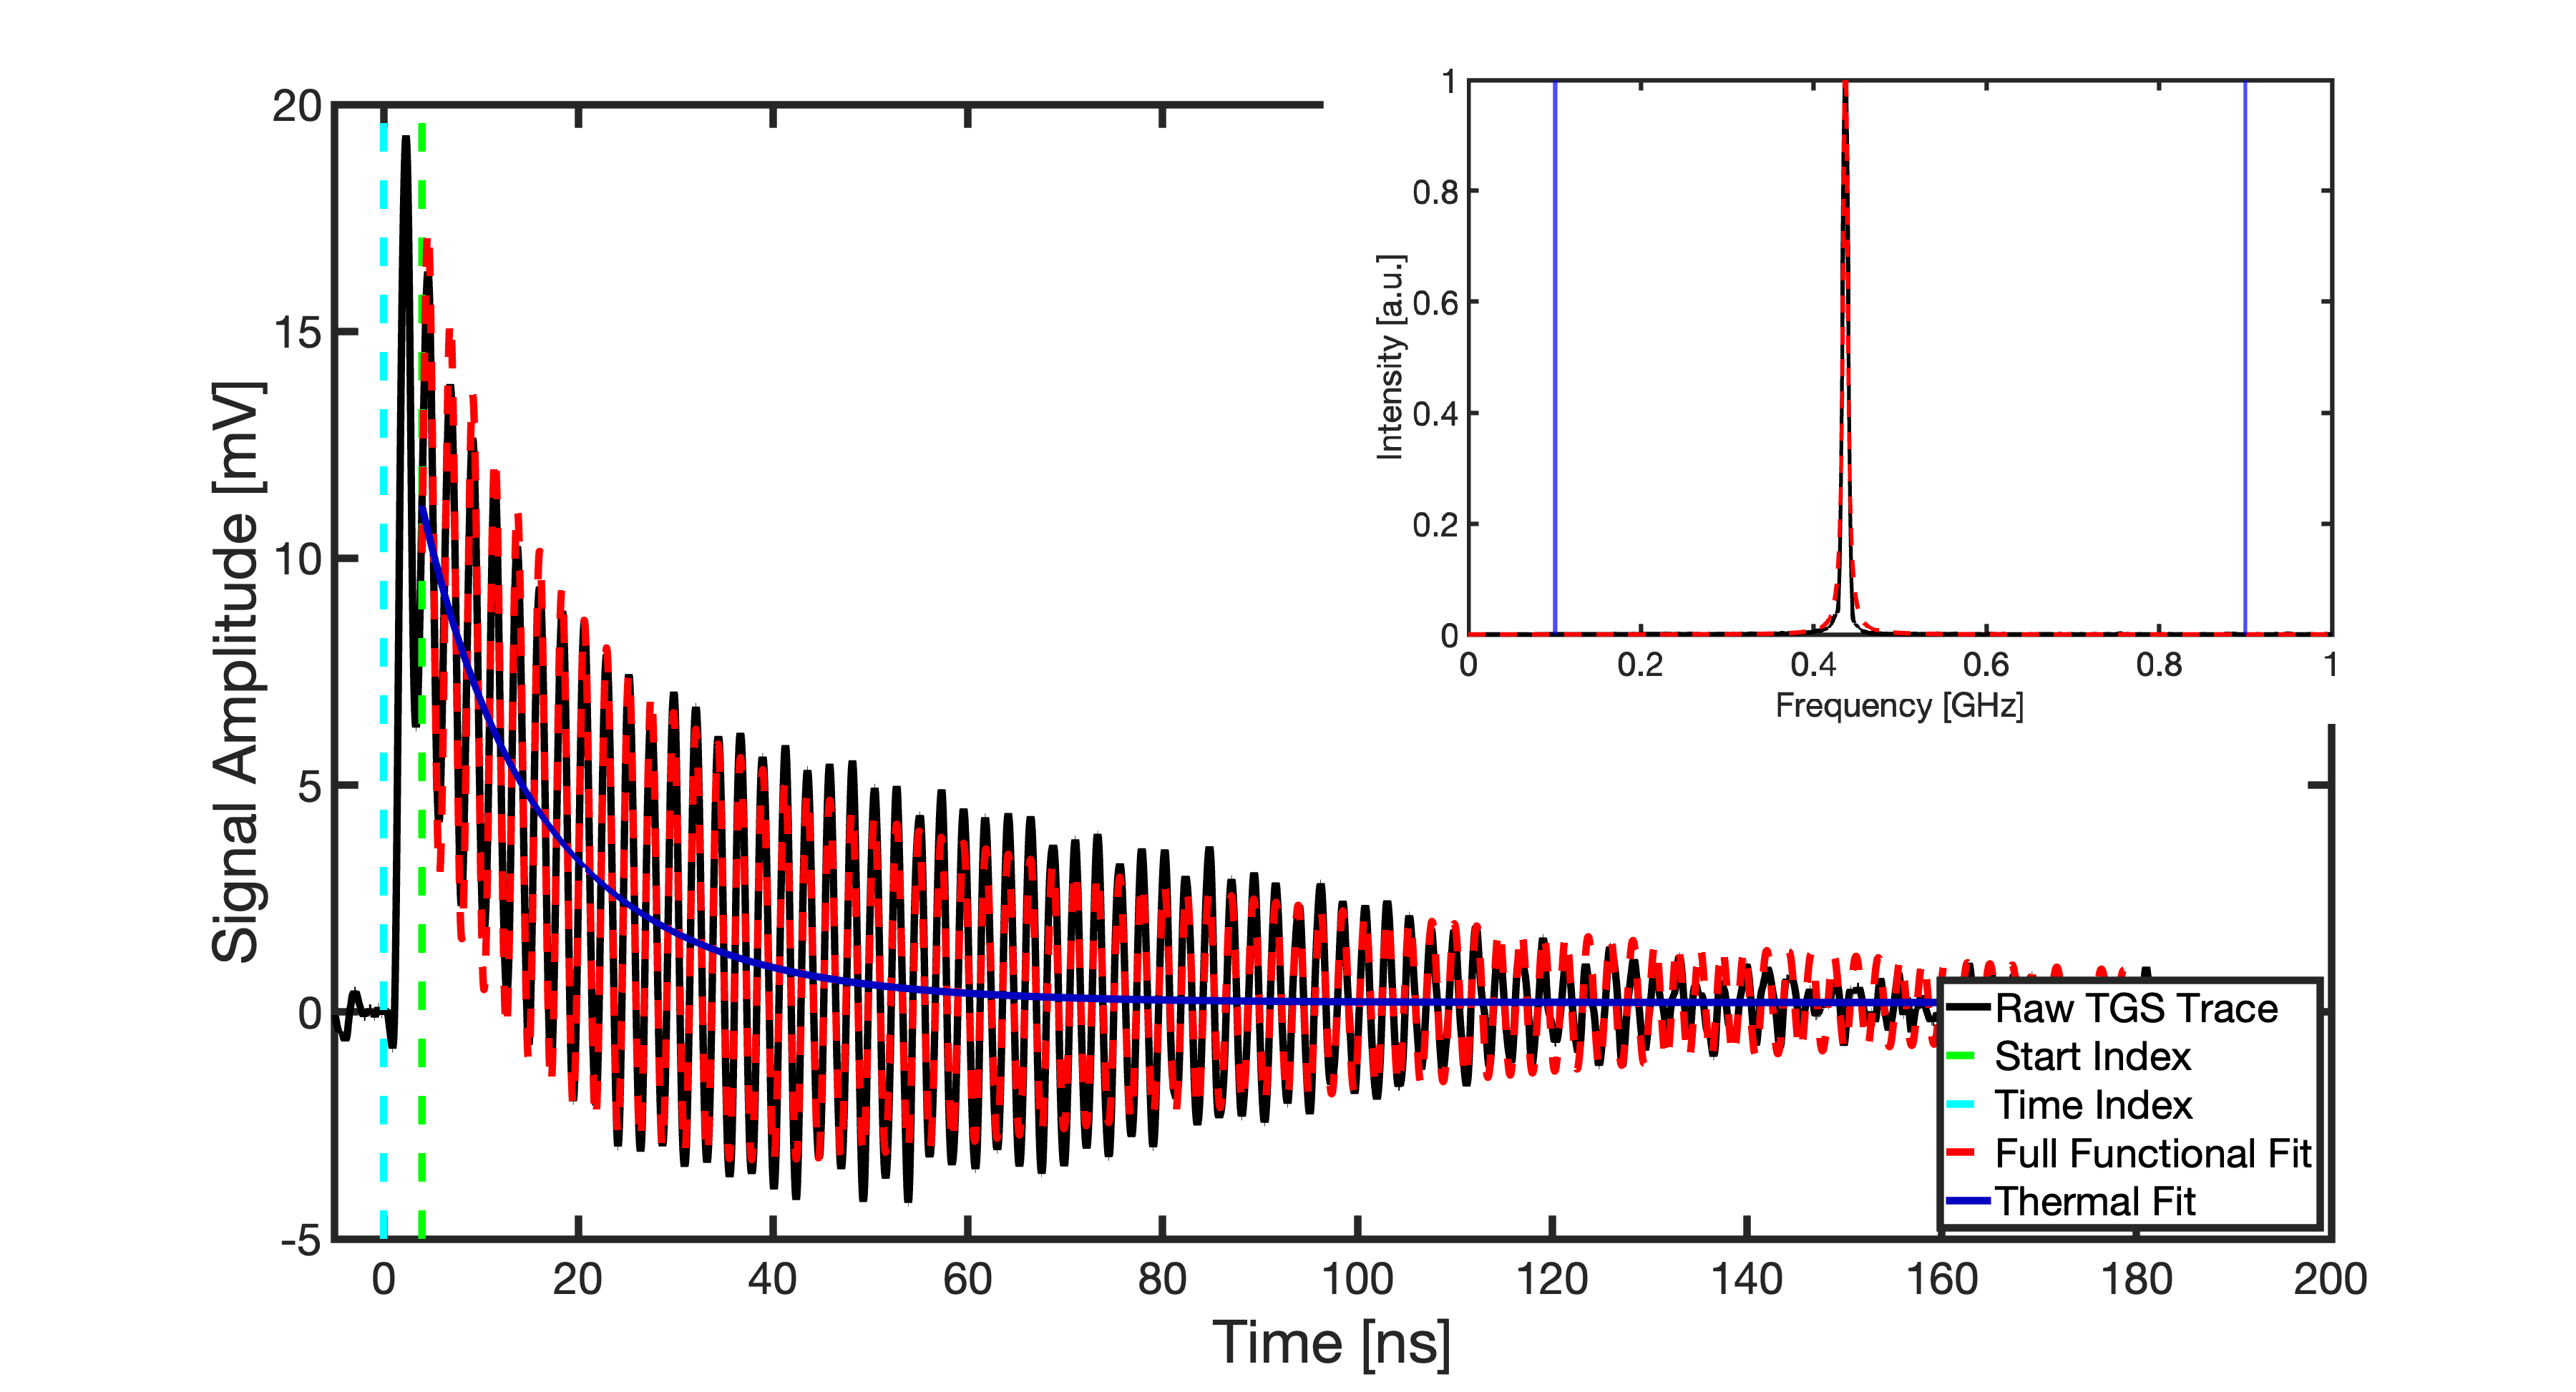 20
15
10
5
0
-5
Signal Amplitude [mV]
0 20 40 60 80 100 120 140 160 180 200
Time [ns]
1
0.8
0.6
0.4
0.2
0
Intensity [a.u.]
0 0.2 0.4 0.6 0.8 1
Frequency [GHz]
Raw TGS Trace
Start Index
Time Index
Full Functional Fit
Thermal Fit